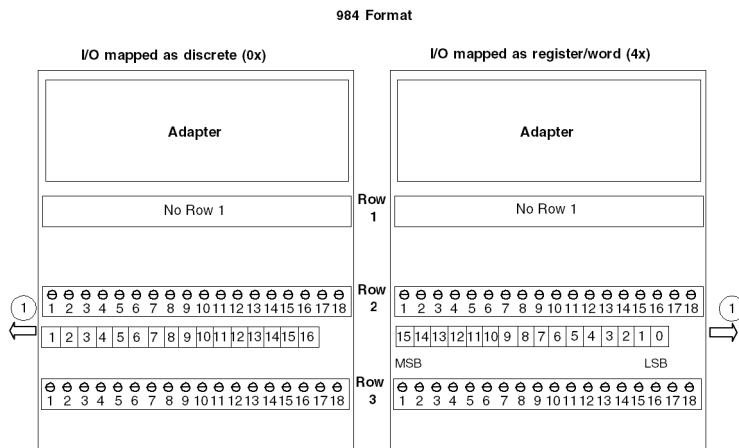 984 Format
I/O mapped as discrete (0x)
I/O mapped as register/word (4x)
Adapter
Adapter
Row 1
No Row 1
No Row 1
Row 2
1 2 3 4 5 6 7 8 9 10 11 12 13 14 15 16 17 18
1 2 3 4 5 6 7 8 9 10 11 12 13 14 15 16 17 18
1
1
1 2 3 4 5 6 7 8 9 10 11 12 13 14 15 16
15 14 13 12 11 10 9 8 7 6 5 4 3 2 1 0
MSB
LSB
Row 3
1 2 3 4 5 6 7 8 9 10 11 12 13 14 15 16 17 18
1 2 3 4 5 6 7 8 9 10 11 12 13 14 15 16 17 18